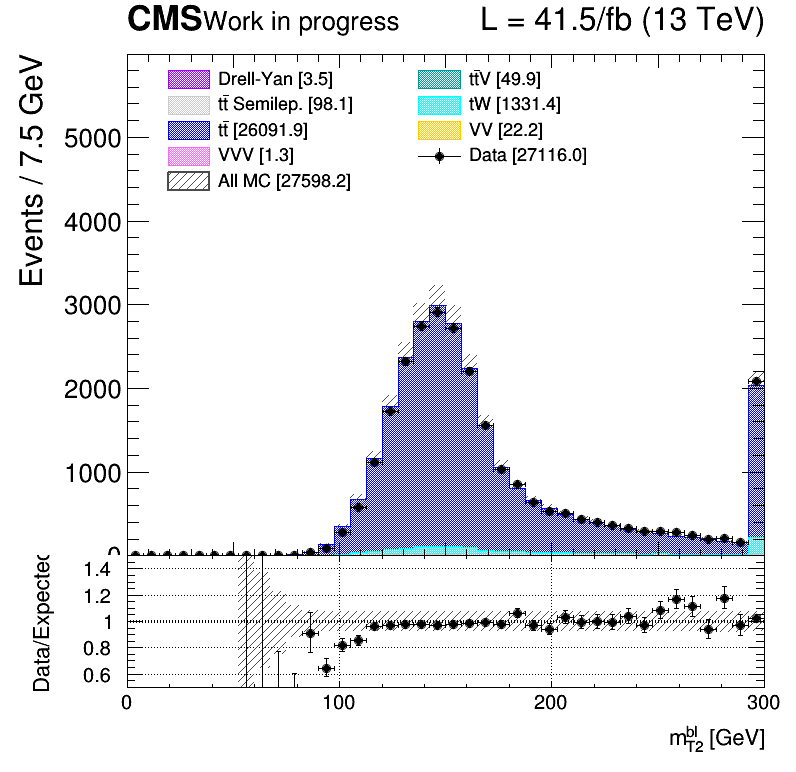 CMS Work in progress L = 41.5/fb (13 TeV)
Events / 7.5 GeV
Drell-Yan [3.5]
tt̄ Semilep. [98.1]
tt̄ [26091.9]
VVV [1.3]
All MC [27598.2]
tt̄V [49.9]
tW [1331.4]
VV [22.2]
Data [27116.0]
5000
4000
3000
2000
1000
0
Data/Expected
1.4
1.2
1
0.8
0.6
0 100 200 300
m_{T2}^{bl} [GeV]